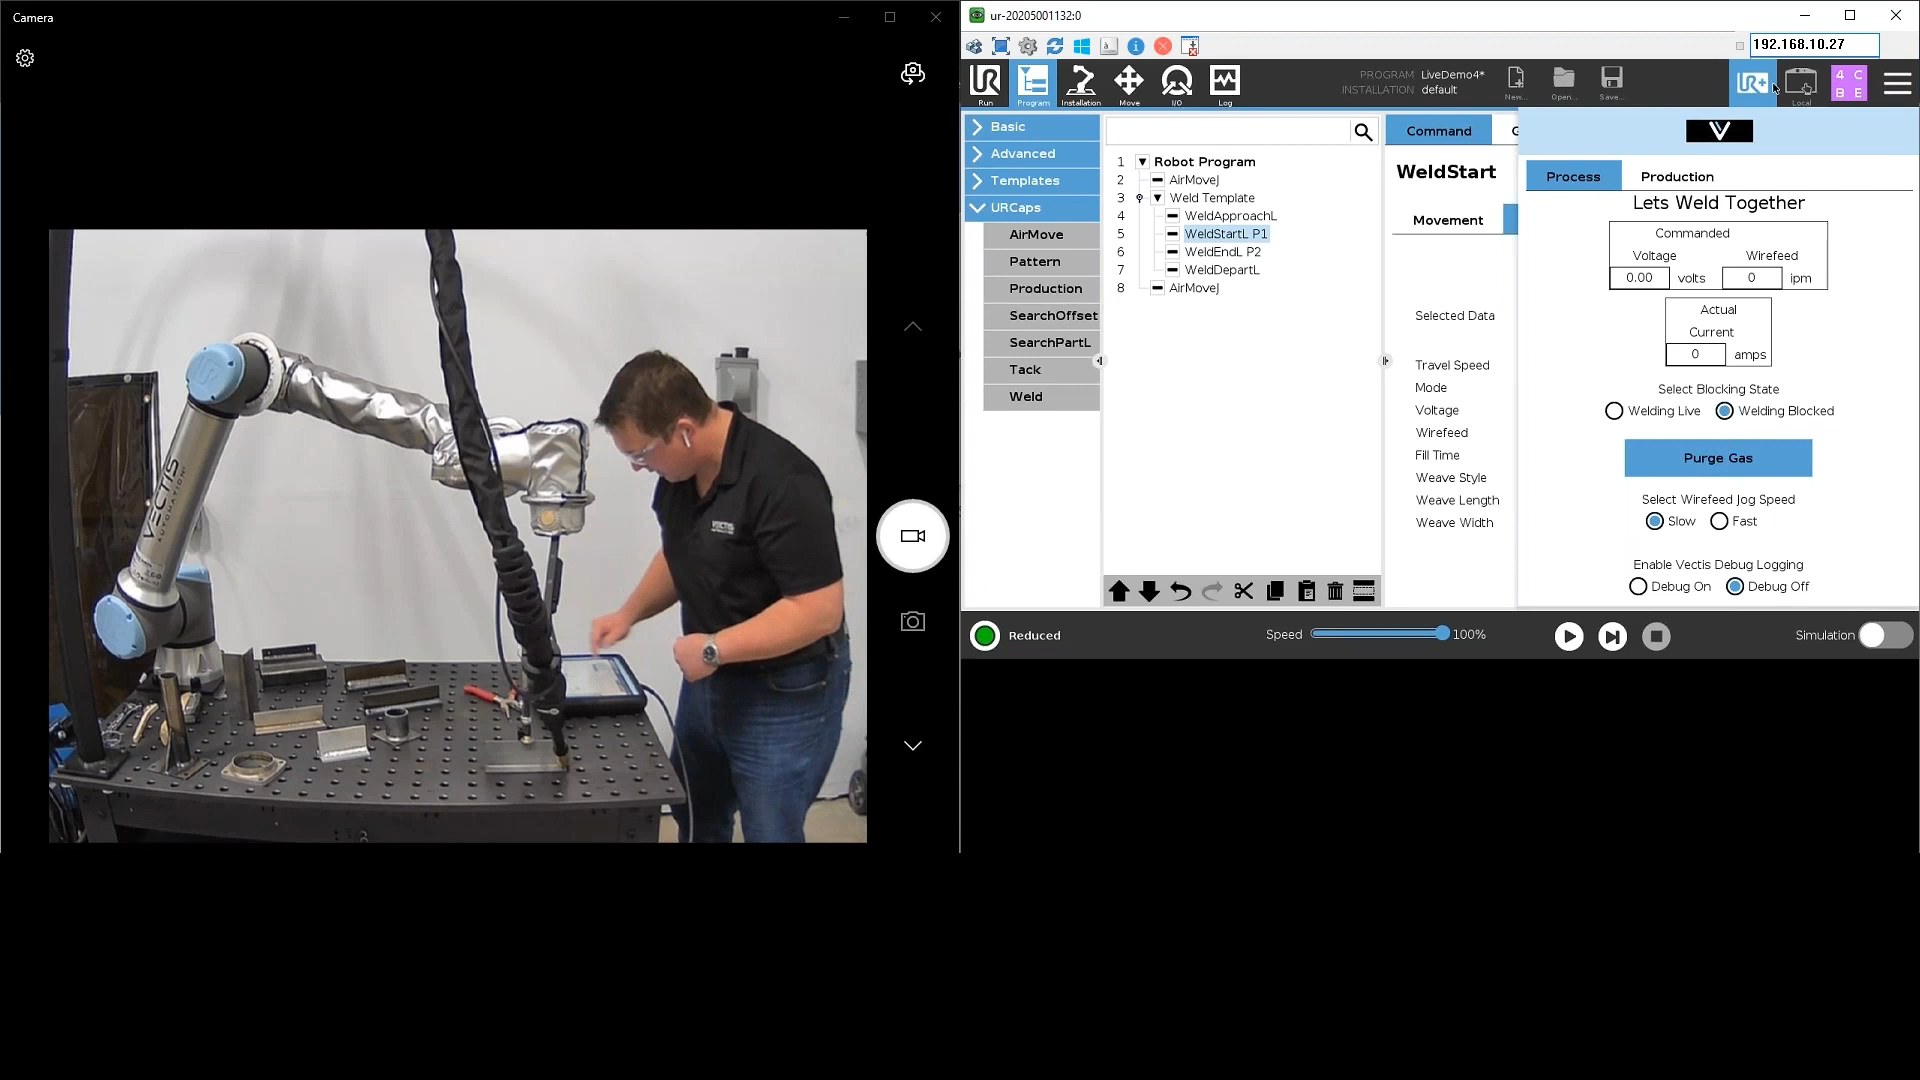 Camera
ur-20205001132:0
192.168.10.27
Run
Program
Installation
Move
I/O
Log
PROGRAM LiveDemo4*
INSTALLATION default
New...
Open...
Save...
UR+
Local
4 C
B E
Basic
Advanced
Templates
URCaps
AirMove
Pattern
Production
SearchOffset
SearchPartL
Tack
Weld
1 Robot Program
2 AirMoveJ
3 Weld Template
4 WeldApproachL
5 WeldStartL P1
6 WeldEndL P2
7 WeldDepartL
8 AirMoveJ
Command
G
WeldStart
Movement
Selected Data
Travel Speed
Mode
Voltage
Wirefeed
Fill Time
Weave Style
Weave Length
Weave Width
V
Process Production
Lets Weld Together
Commanded
Voltage Wirefeed
0.00 volts 0 ipm
Actual
Current
0 amps
Select Blocking State
Welding Live Welding Blocked
Purge Gas
Select Wirefeed Jog Speed
Slow Fast
Enable Vectis Debug Logging
Debug On Debug Off
Reduced
Speed 100%
Simulation
VECTIS
AUTOMATION
VECTIS